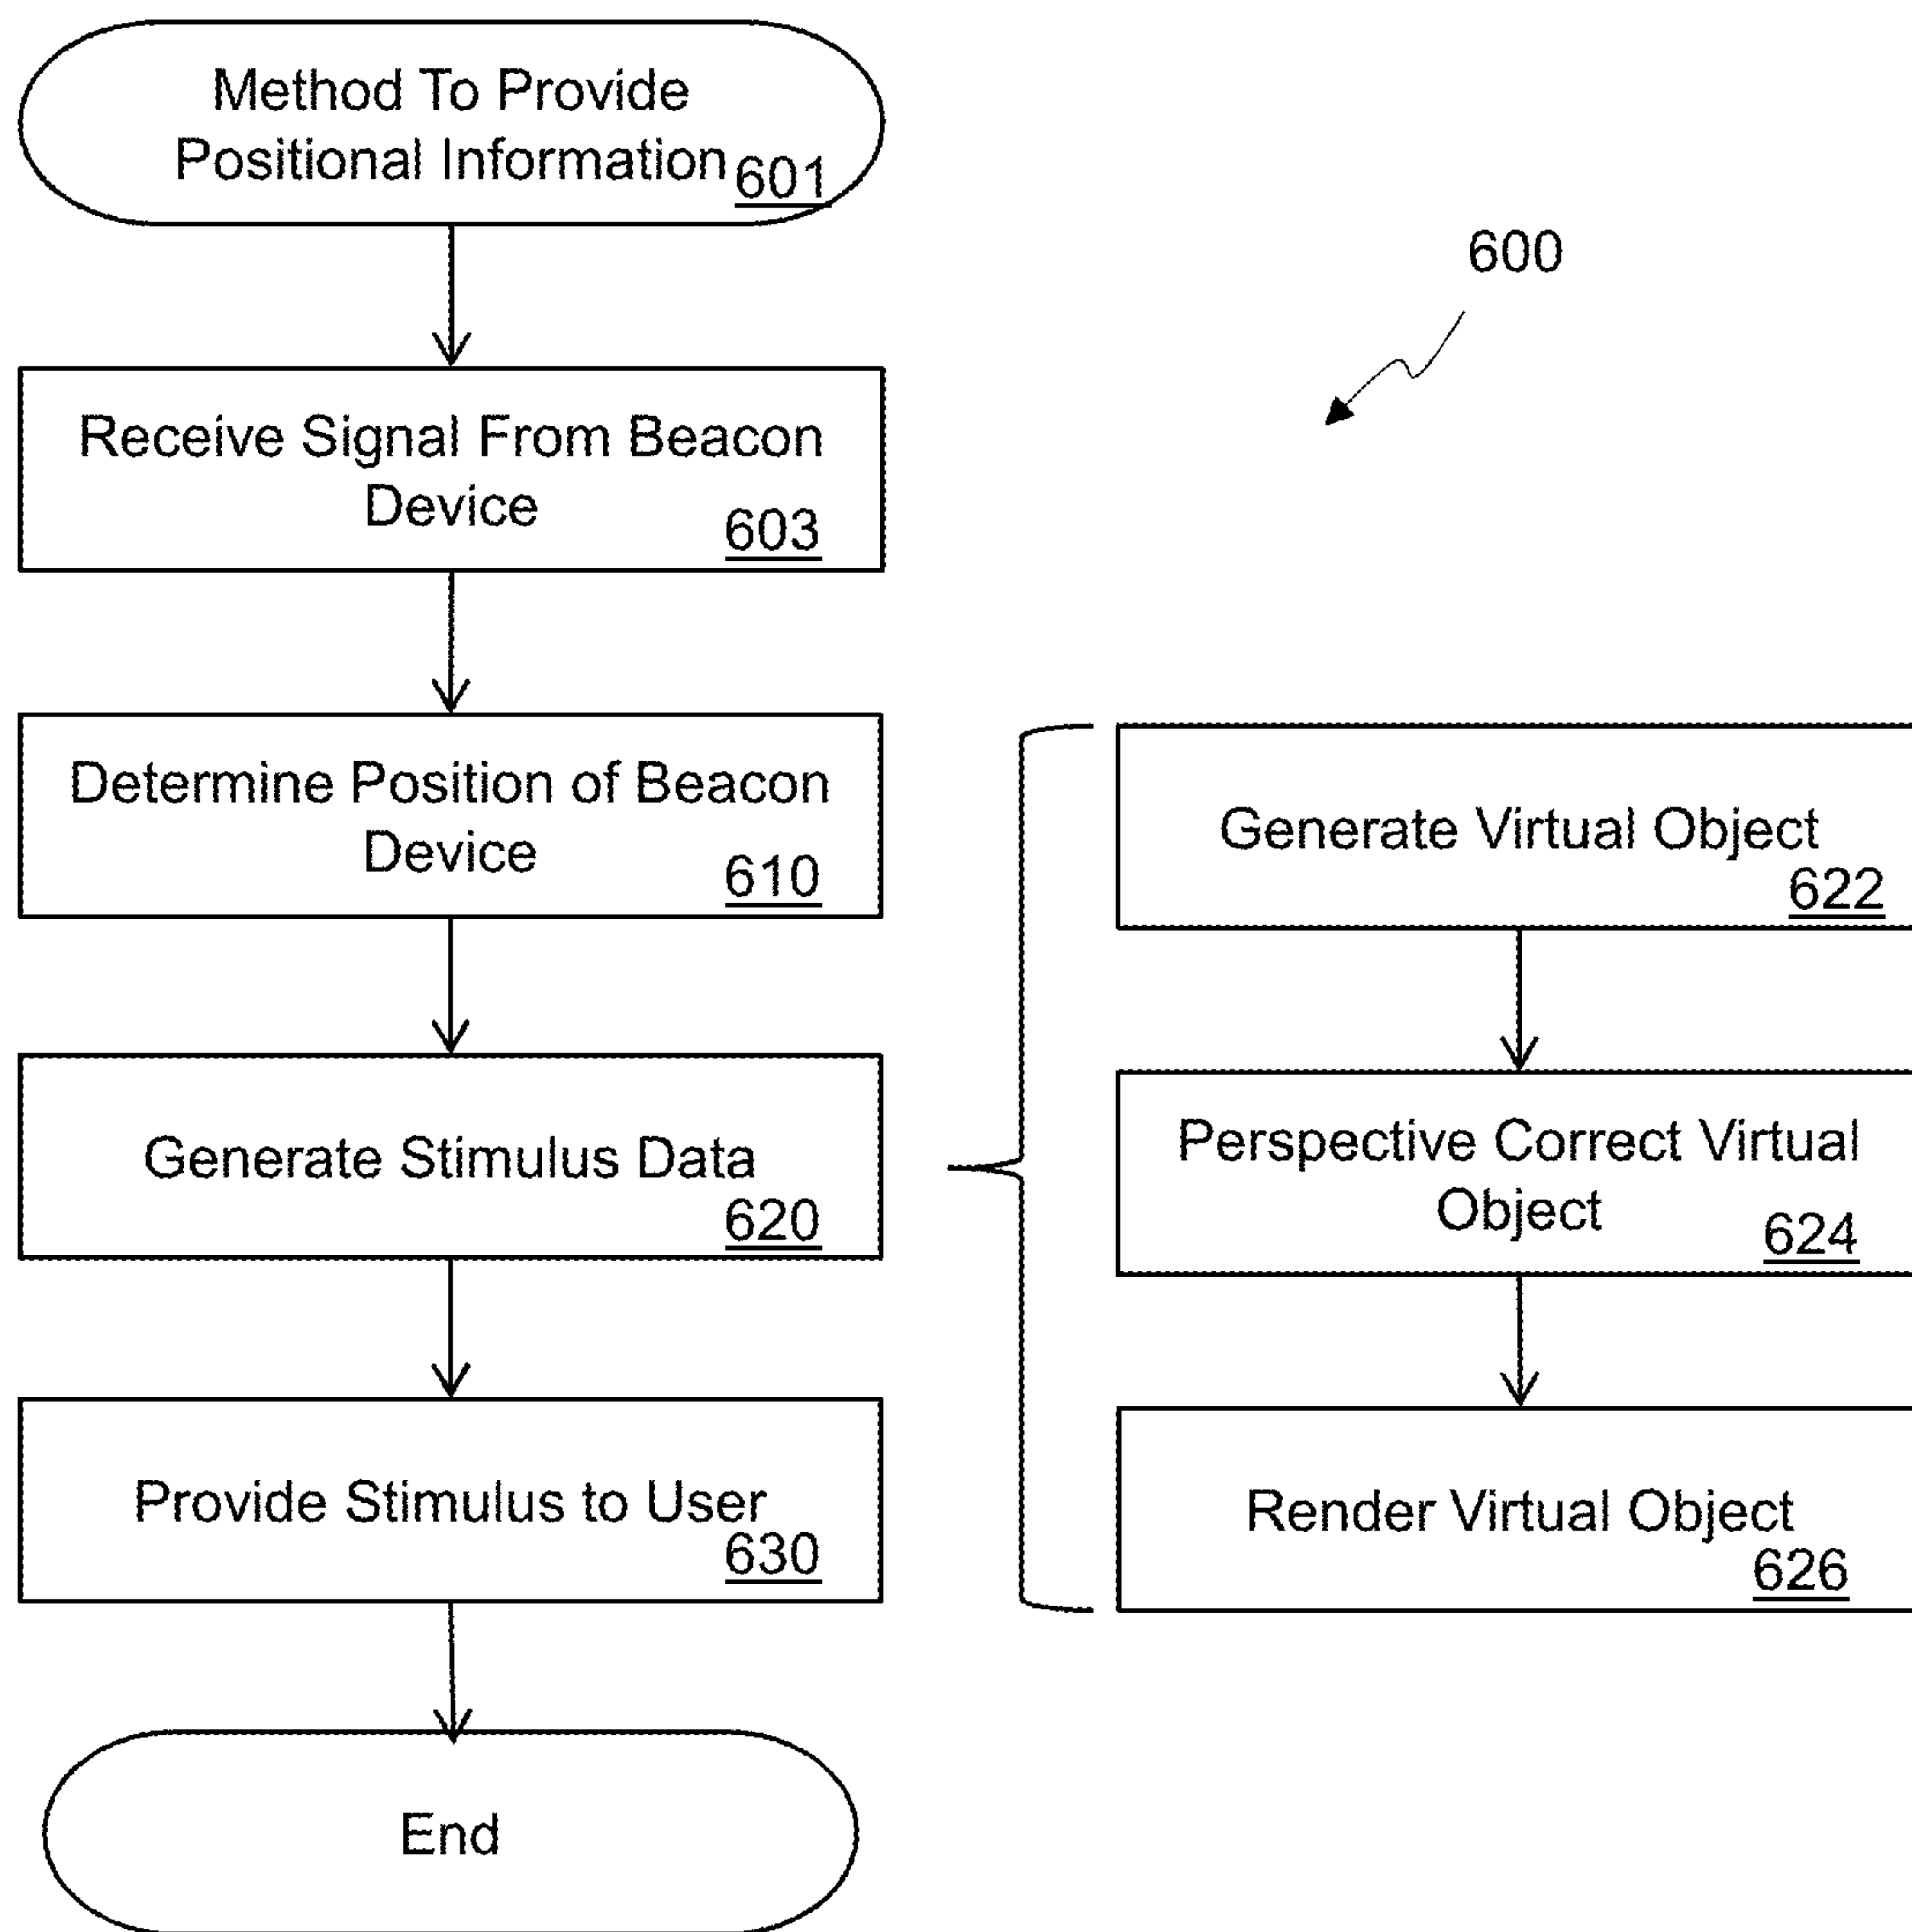 Method To Provide
Positional Information 601
600
Receive Signal From Beacon
Device 603
Determine Position of Beacon
Device 610
Generate Stimulus Data
620
Provide Stimulus to User
630
End
Generate Virtual Object
622
Perspective Correct Virtual
Object 624
Render Virtual Object
626